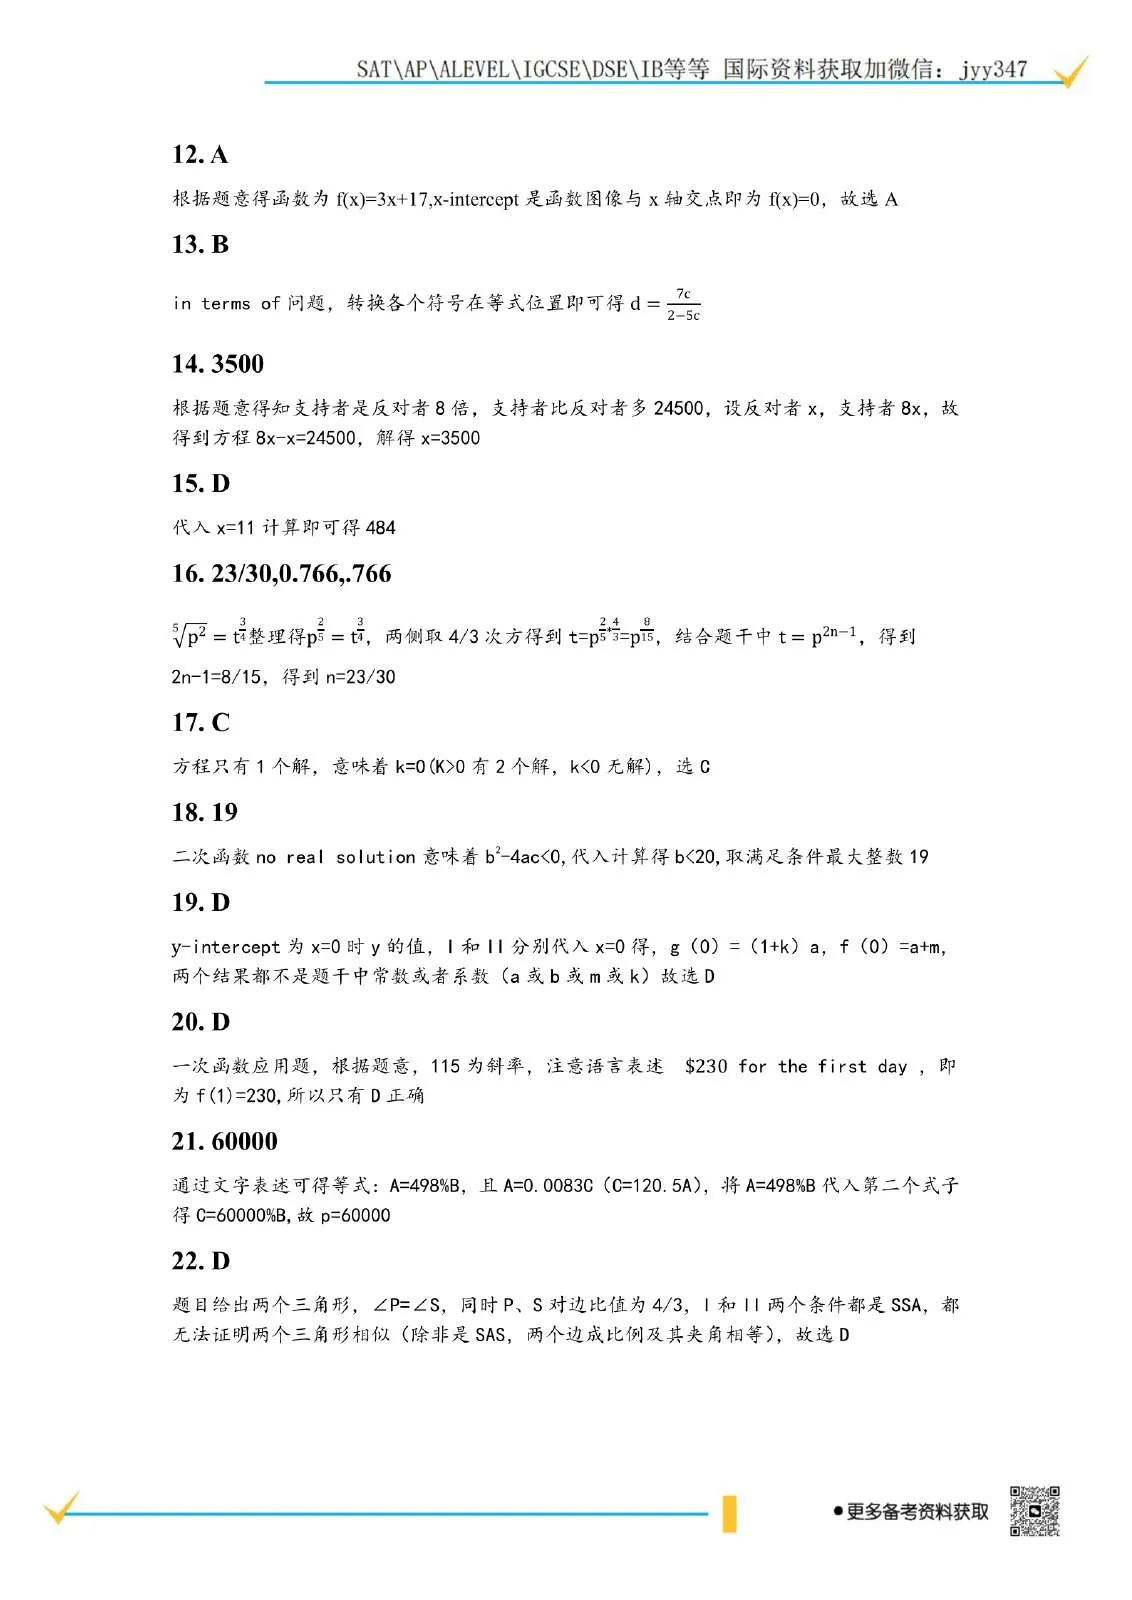 SAT\AP\ALEVEL\IGCSE\DSE\IB等等 国际资料获取加微信：jyy347
12. A
根据题意得函数为 f(x)=3x+17,x-intercept 是函数图像与 x 轴交点即为 f(x)=0，故选 A
13. B
in terms of 问题，转换各个符号在等式位置即可得 d = 7c/(2−5c)
14. 3500
根据题意得知支持者是反对者 8 倍，支持者比反对者多 24500，设反对者 x，支持者 8x，故
得到方程 8x-x=24500，解得 x=3500
15. D
代入 x=11 计算即可得 484
16. 23/30,0.766,.766
⁵√p² = t^(3/4)整理得p^(2/5) = t^(3/4)，两侧取 4/3 次方得到 t=p^(2/5*4/3)=p^(8/15)，结合题干中 t = p^(2n−1)，得到
2n-1=8/15，得到 n=23/30
17. C
方程只有 1 个解，意味着 k=0(K>0 有 2 个解，k<0 无解)，选 C
18. 19
二次函数 no real solution 意味着 b²-4ac<0,代入计算得 b<20,取满足条件最大整数 19
19. D
y-intercept 为 x=0 时 y 的值，I 和 II 分别代入 x=0 得，g（0）=（1+k）a，f（0）=a+m，
两个结果都不是题干中常数或者系数（a 或 b 或 m 或 k）故选 D
20. D
一次函数应用题，根据题意，115 为斜率，注意语言表述 $230 for the first day ，即
为 f(1)=230,所以只有 D 正确
21. 60000
通过文字表述可得等式：A=498%B，且 A=0.0083C（C=120.5A），将 A=498%B 代入第二个式子
得 C=60000%B,故 p=60000
22. D
题目给出两个三角形，∠P=∠S，同时 P、S 对边比值为 4/3，I 和 II 两个条件都是 SSA，都
无法证明两个三角形相似（除非是 SAS，两个边成比例及其夹角相等），故选 D
●更多备考资料获取